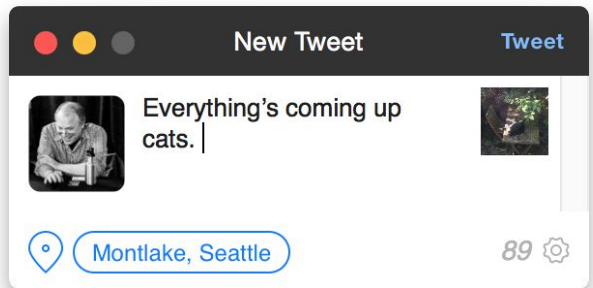 New Tweet
Tweet
Everything’s coming up
cats.
Montlake, Seattle
89